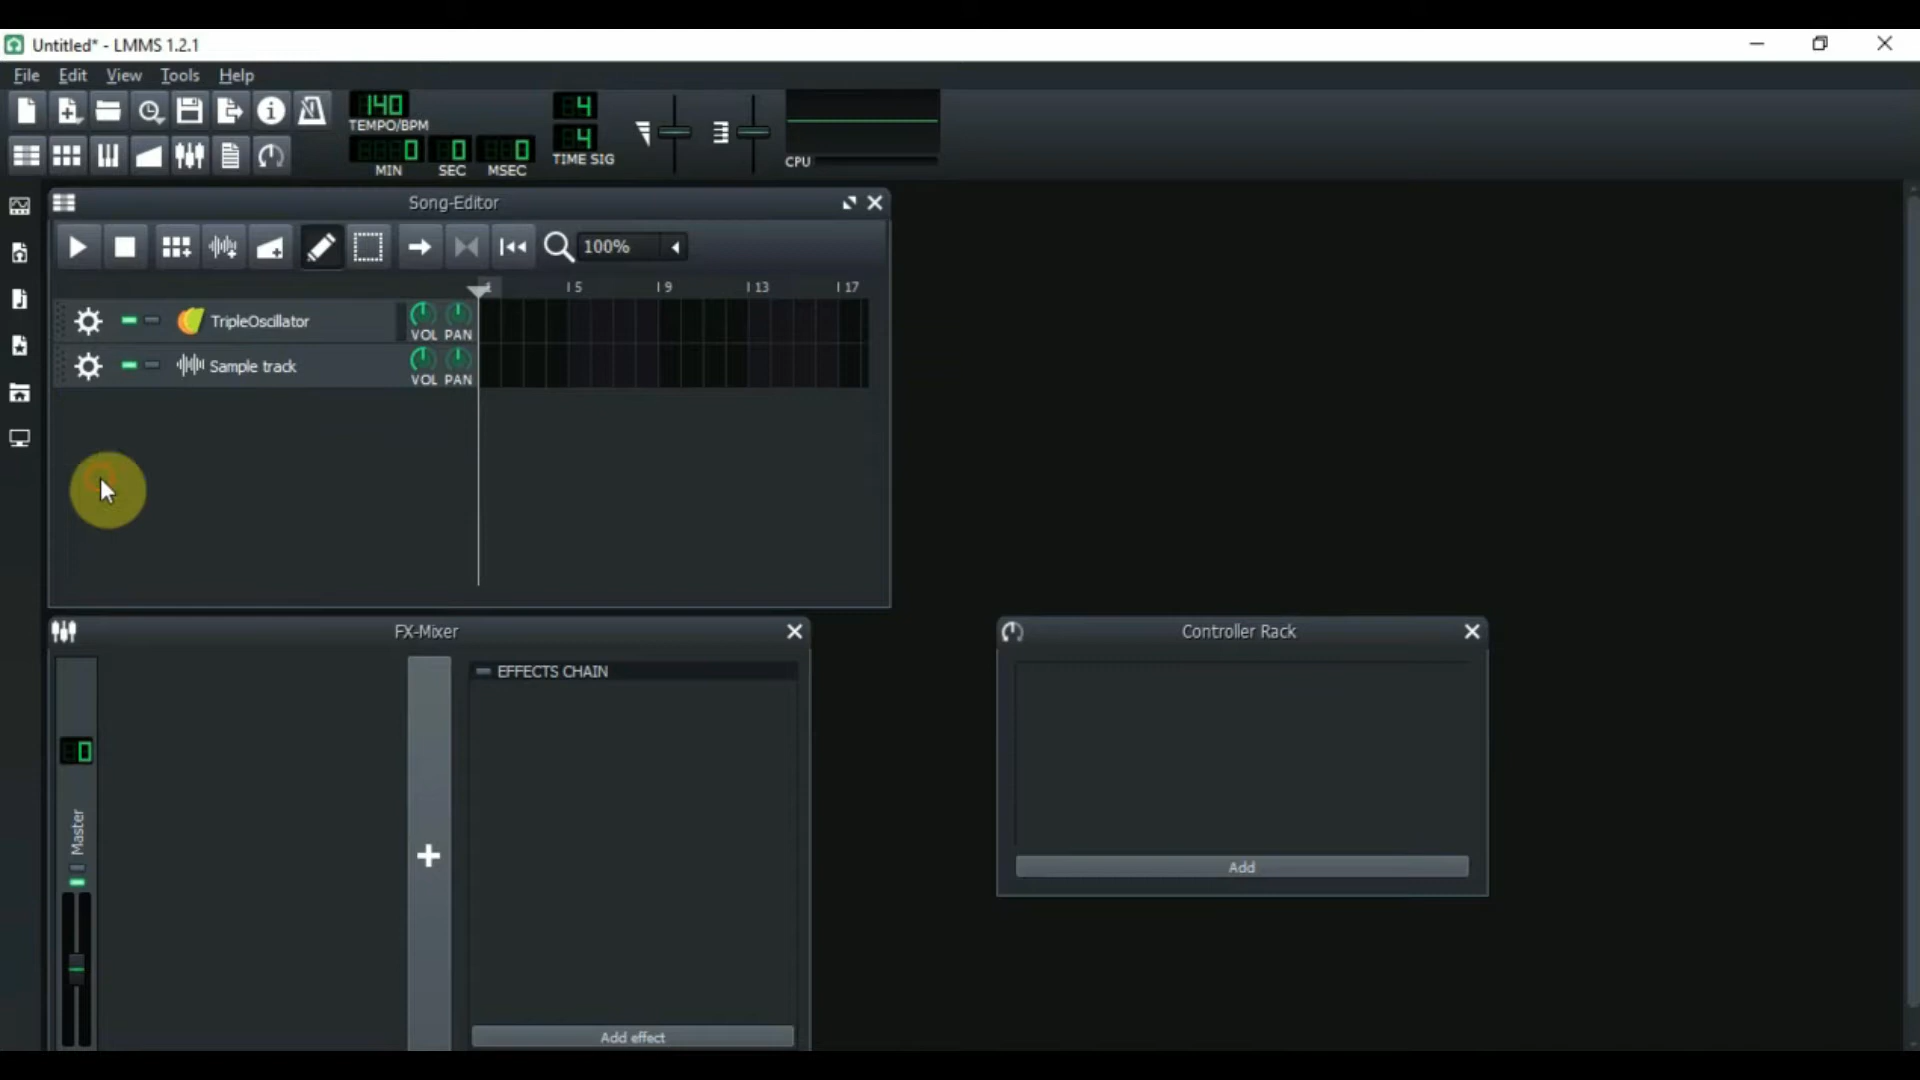 Untitled* - LMMS 1.2.1
File Edit View Tools Help
140
TEMPO/BPM
0 0 0
MIN SEC MSEC
4
4
TIME SIG
CPU
Song-Editor
100%
1 5 9 13 17
TripleOscillator VOL PAN
Sample track VOL PAN
FX-Mixer
EFFECTS CHAIN
0
Master
Add effect
Controller Rack
Add